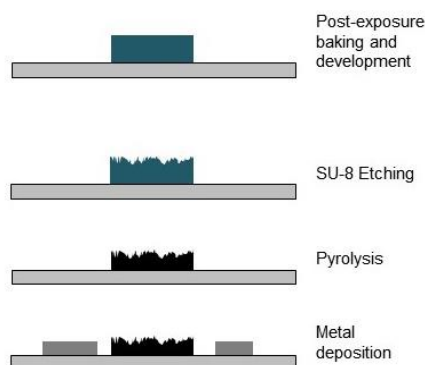 Post-exposure
baking and
development
SU-8 Etching
Pyrolysis
Metal
deposition